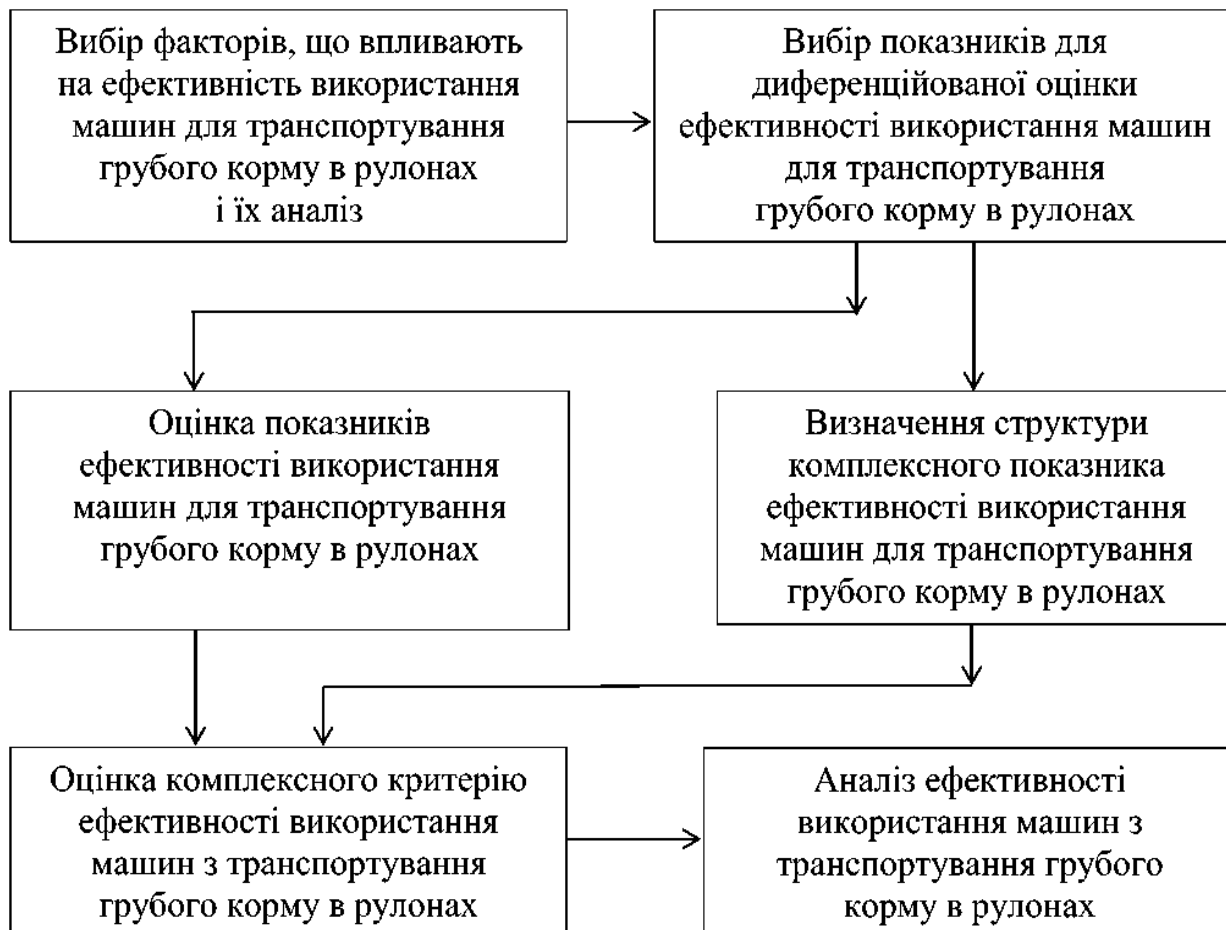 Вибір факторів, що впливають
на ефективність використання
машин для транспортування
грубого корму в рулонах
і їх аналіз
Вибір показників для
диференційованої оцінки
ефективності використання машин
для транспортування
грубого корму в рулонах
Оцінка показників
ефективності використання
машин для транспортування
грубого корму в рулонах
Визначення структури
комплексного показника
ефективності використання
машин для транспортування
грубого корму в рулонах
Оцінка комплексного критерію
ефективності використання
машин з транспортування
грубого корму в рулонах
Аналіз ефективності
використання машин з
транспортування грубого
корму в рулонах